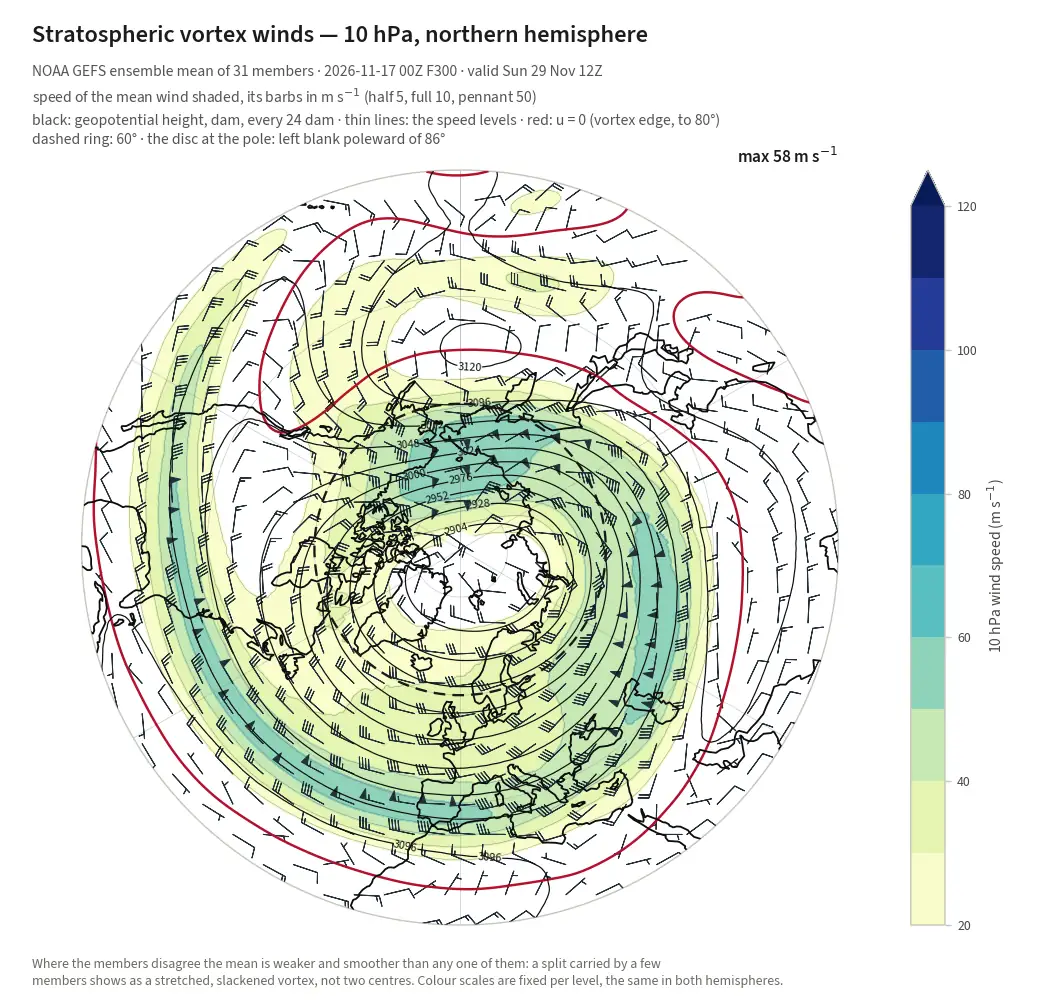 Stratospheric vortex winds — 10 hPa, northern hemisphere
NOAA GEFS ensemble mean of 31 members · 2026-11-17 00Z F300 · valid Sun 29 Nov 12Z
speed of the mean wind shaded, its barbs in m s⁻¹ (half 5, full 10, pennant 50)
black: geopotential height, dam, every 24 dam · thin lines: the speed levels · red: u = 0 (vortex edge, to 80°)
dashed ring: 60° · the disc at the pole: left blank poleward of 86°
max 58 m s⁻¹
120
100
80
60
40
20
10 hPa wind speed (m s⁻¹)
3120
3096
3048
3000
2976
2952
2928
2904
3096
3096
Where the members disagree the mean is weaker and smoother than any one of them: a split carried by a few
members shows as a stretched, slackened vortex, not two centres. Colour scales are fixed per level, the same in both hemispheres.